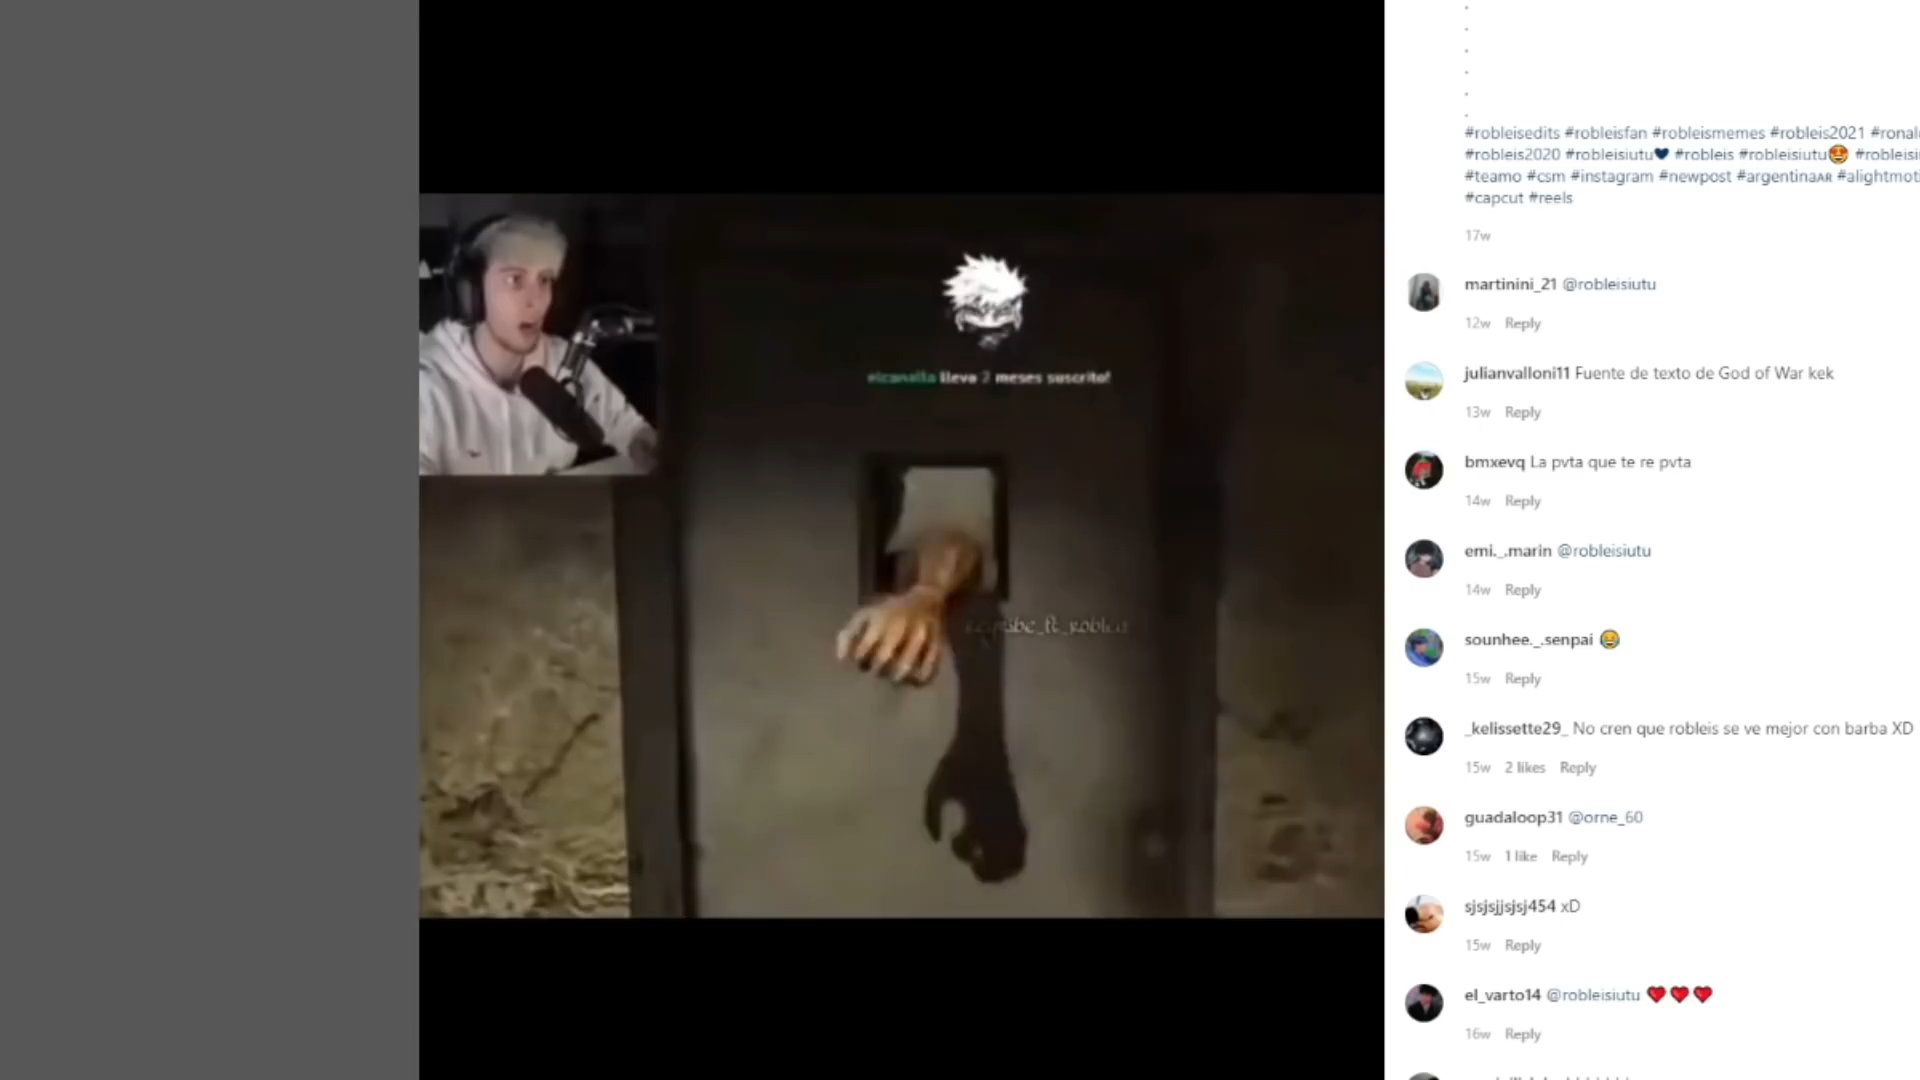 elcanalla lleva 2 meses suscrito!
.
.
.
.
.
.
#robleisedits #robleisfan #robleismemes #robleis2021
#robleis2020 #robleisiutu🖤 #robleis #robleisiutu🤩
#teamo #csm #instagram #newpost #argentinaᴀʀ
#capcut #reels
17w
martinini_21 @robleisiutu
12w Reply
julianvalloni11 Fuente de texto de God of War kek
13w Reply
bmxevq La pvta que te re pvta
14w Reply
emi._.marin @robleisiutu
14w Reply
sounhee._.senpai 😂
15w Reply
_kelissette29_ No cren que robleis se ve mejor con barba XD
15w 2 likes Reply
guadaloop31 @orne_60
15w 1 like Reply
sjsjsjjsjsj454 xD
15w Reply
el_varto14 @robleisiutu ❤️❤️❤️
16w Reply